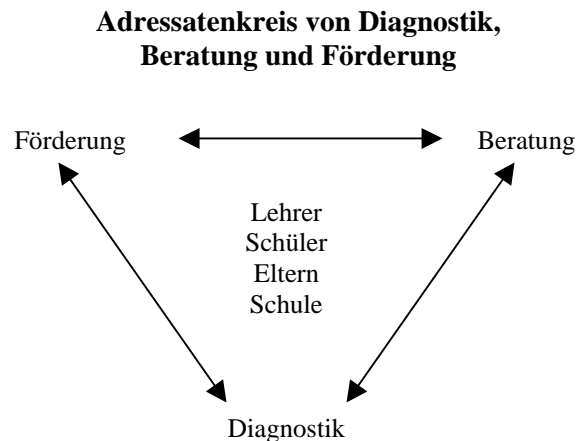 Adressatenkreis von Diagnostik,
Beratung und Förderung
Förderung
Beratung
Lehrer
Schüler
Eltern
Schule
Diagnostik